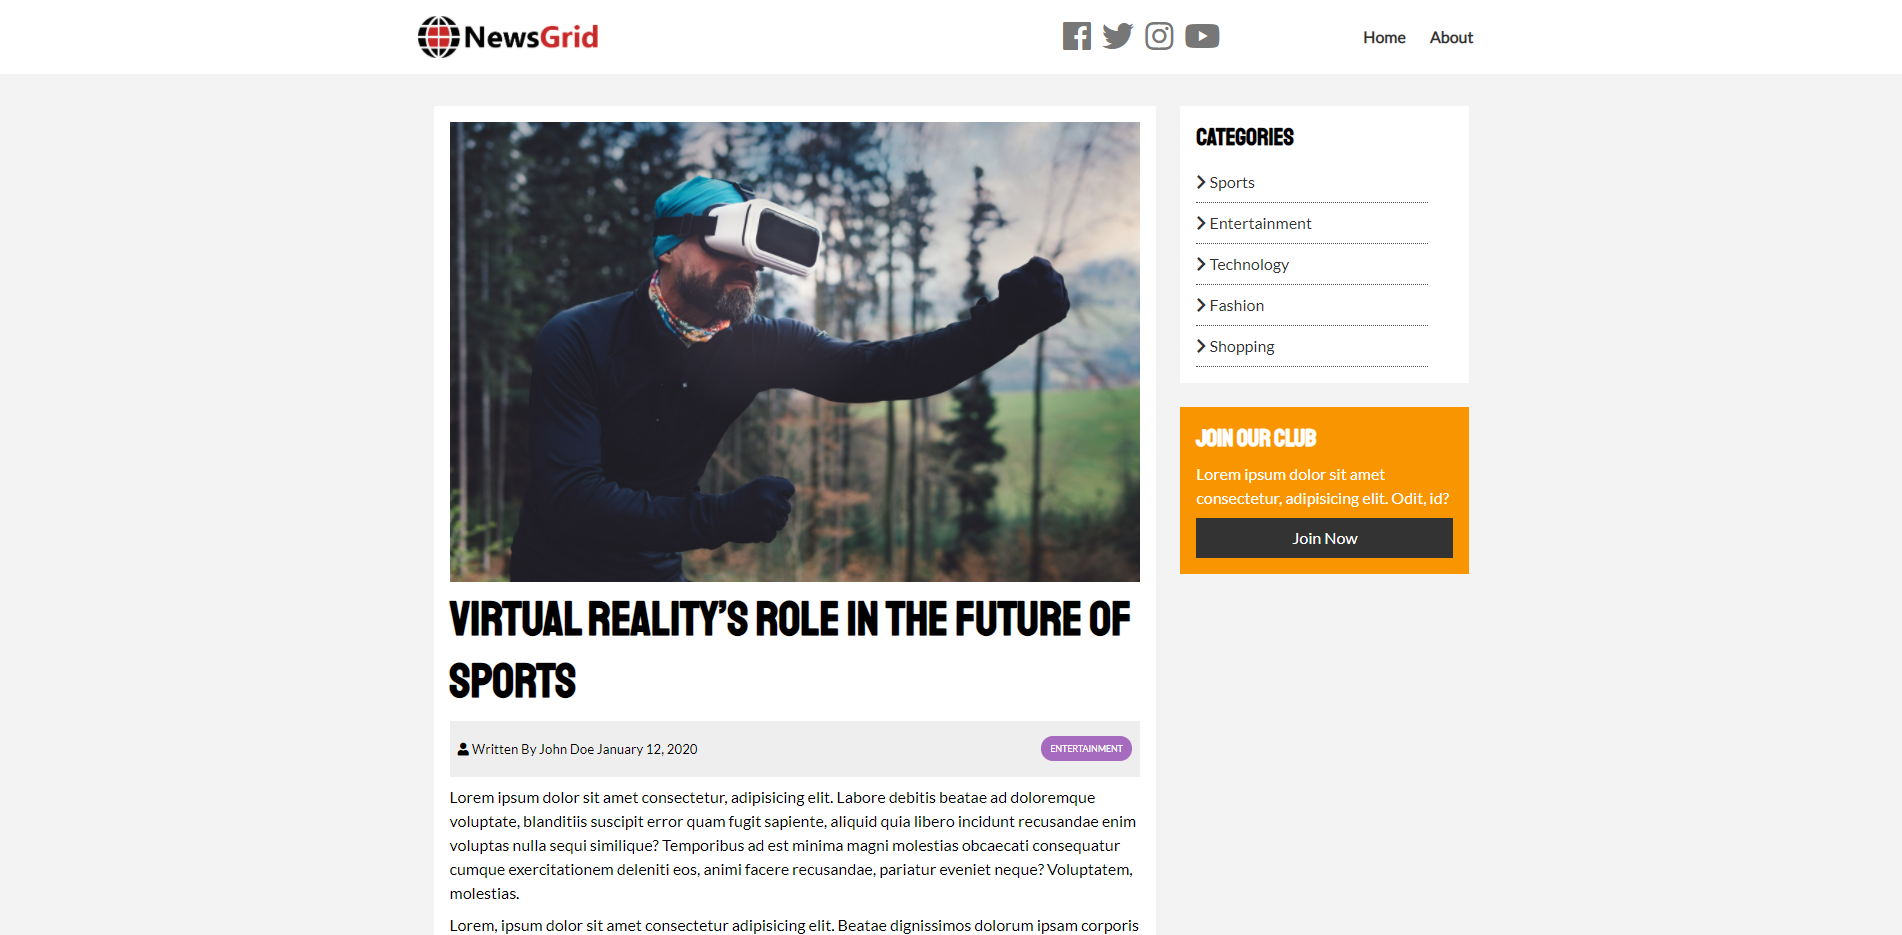 NewsGrid
Home About
CATEGORIES
Sports
Entertainment
Technology
Fashion
Shopping
JOIN OUR CLUB
Lorem ipsum dolor sit amet
consectetur, adipisicing elit. Odit, id?
Join Now
VIRTUAL REALITY’S ROLE IN THE FUTURE OF
SPORTS
Written By John Doe January 12, 2020
ENTERTAINMENT
Lorem ipsum dolor sit amet consectetur, adipisicing elit. Labore debitis beatae ad doloremque
voluptate, blanditiis suscipit error quam fugit sapiente, aliquid quia libero incidunt recusandae enim
voluptas nulla sequi similique? Temporibus ad est minima magni molestias obcaecati consequatur
cumque exercitationem deleniti eos, animi facere recusandae, pariatur eveniet neque? Voluptatem,
molestias.
Lorem, ipsum dolor sit amet consectetur adipisicing elit. Beatae dignissimos dolorum ipsam corporis